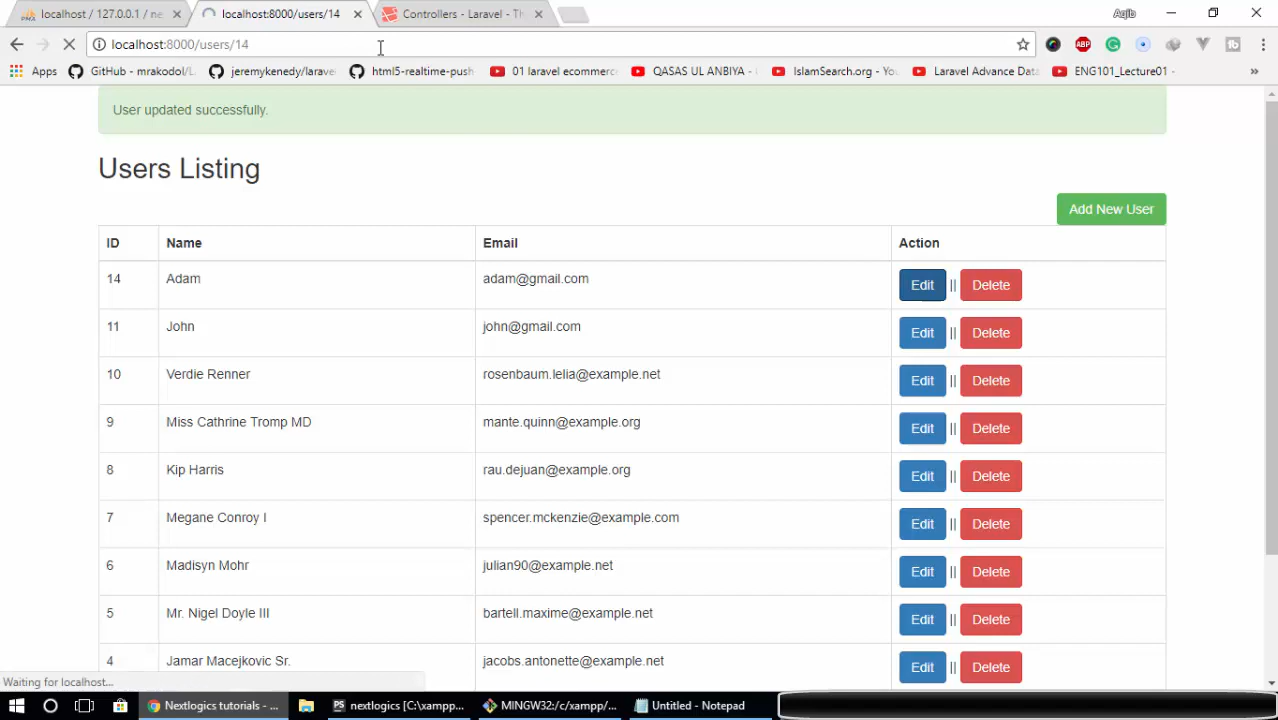 localhost / 127.0.0.1 / ne
localhost:8000/users/14
Controllers - Laravel - Th
Aqib
localhost:8000/users/14
ABP
Apps
GitHub - mrakodol/L
jeremykenedy/larave
html5-realtime-push
01 laravel ecommerc
QASAS UL ANBIYA -
IslamSearch.org - Yo
Laravel Advance Data
ENG101_Lecture01 -
»
User updated successfully.
Users Listing
Add New User
ID Name Email Action
14 Adam adam@gmail.com Edit || Delete
11 John john@gmail.com Edit || Delete
10 Verdie Renner rosenbaum.lelia@example.net Edit || Delete
9 Miss Cathrine Tromp MD mante.quinn@example.org Edit || Delete
8 Kip Harris rau.dejuan@example.org Edit || Delete
7 Megane Conroy I spencer.mckenzie@example.com Edit || Delete
6 Madisyn Mohr julian90@example.net Edit || Delete
5 Mr. Nigel Doyle III bartell.maxime@example.net Edit || Delete
4 Jamar Macejkovic Sr. jacobs.antonette@example.net Edit || Delete
Waiting for localhost...
Nextlogics tutorials - ...
PS nextlogics [C:\xampp...
MINGW32:/c/xampp/...
Untitled - Notepad